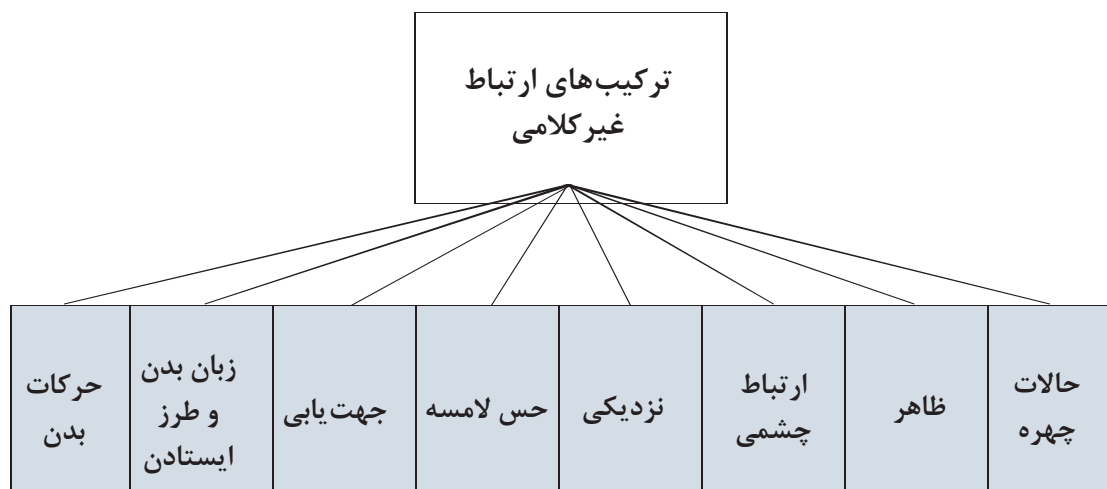 ترکیب‌های ارتباط
غیرکلامی
حالات
چهره
ظاهر
ارتباط
چشمی
نزدیکی
حس لامسه
جهت‌یابی
زبان بدن
و طرز
ایستادن
حرکات
بدن